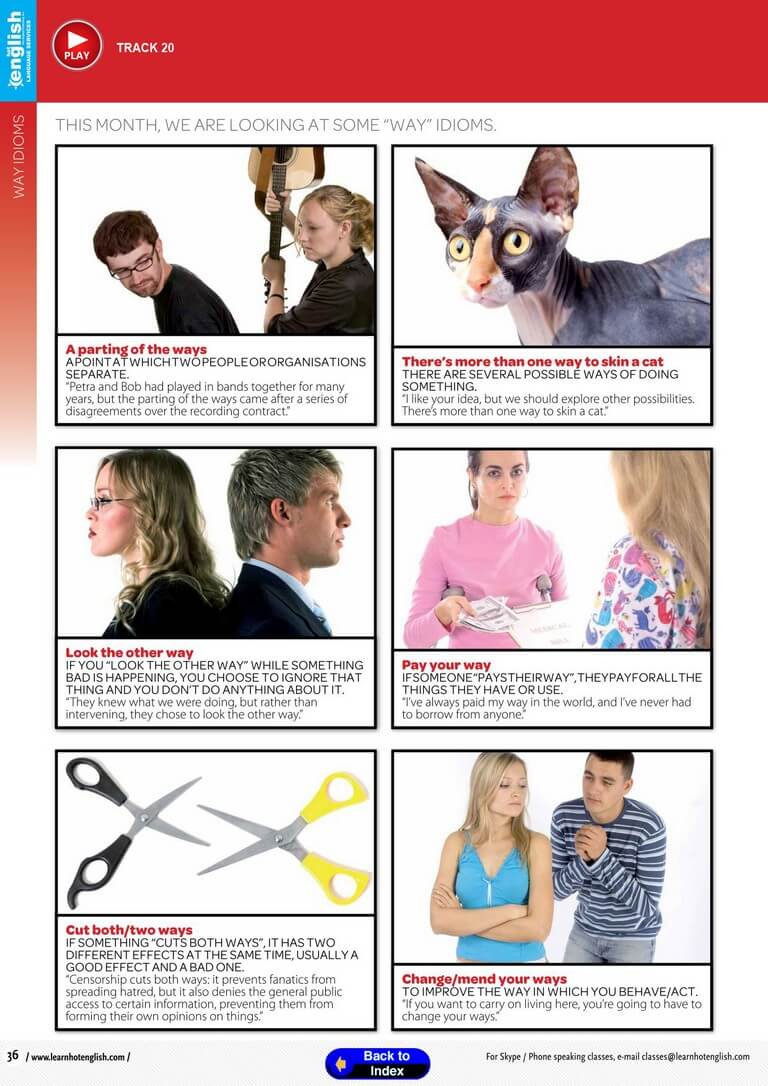 hot
english
LANGUAGE SERVICES
PLAY
TRACK 20
WAY IDIOMS
THIS MONTH, WE ARE LOOKING AT SOME “WAY” IDIOMS.
A parting of the ways
A POINT AT WHICH TWO PEOPLE OR ORGANISATIONS
SEPARATE.
“Petra and Bob had played in bands together for many
years, but the parting of the ways came after a series of
disagreements over the recording contract.”
There’s more than one way to skin a cat
THERE ARE SEVERAL POSSIBLE WAYS OF DOING
SOMETHING.
“I like your idea, but we should explore other possibilities.
There’s more than one way to skin a cat.”
Look the other way
IF YOU “LOOK THE OTHER WAY” WHILE SOMETHING
BAD IS HAPPENING, YOU CHOOSE TO IGNORE THAT
THING AND YOU DON’T DO ANYTHING ABOUT IT.
“They knew what we were doing, but rather than
intervening, they chose to look the other way.”
MEDICAL
BILL
Pay your way
IF SOMEONE “PAYS THEIR WAY”, THEY PAY FOR ALL THE
THINGS THEY HAVE OR USE.
“I’ve always paid my way in the world, and I’ve never had
to borrow from anyone.”
Cut both/two ways
IF SOMETHING “CUTS BOTH WAYS”, IT HAS TWO
DIFFERENT EFFECTS AT THE SAME TIME, USUALLY A
GOOD EFFECT AND A BAD ONE.
“Censorship cuts both ways: it prevents fanatics from
spreading hatred, but it also denies the general public
access to certain information, preventing them from
forming their own opinions on things.”
Change/mend your ways
TO IMPROVE THE WAY IN WHICH YOU BEHAVE/ACT.
“If you want to carry on living here, you’re going to have to
change your ways.”
36 / www.learnhotenglish.com /
Back to
Index
For Skype / Phone speaking classes, e-mail classes@learnhotenglish.com